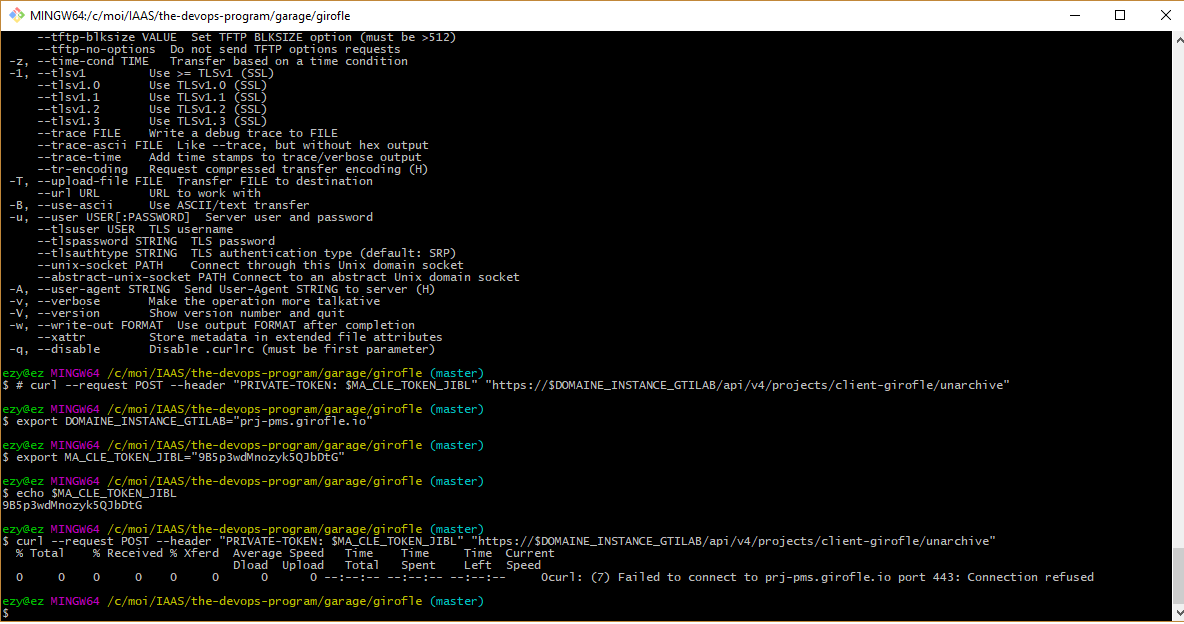 MINGW64:/c/moi/IAAS/the-devops-program/garage/girofle
--tftp-blksize VALUE  Set TFTP BLKSIZE option (must be >512)
--tftp-no-options  Do not send TFTP options requests
-z, --time-cond TIME   Transfer based on a time condition
-1, --tlsv1         Use >= TLSv1 (SSL)
--tlsv1.0       Use TLSv1.0 (SSL)
--tlsv1.1       Use TLSv1.1 (SSL)
--tlsv1.2       Use TLSv1.2 (SSL)
--tlsv1.3       Use TLSv1.3 (SSL)
--trace FILE    Write a debug trace to FILE
--trace-ascii FILE  Like --trace, but without hex output
--trace-time    Add time stamps to trace/verbose output
--tr-encoding   Request compressed transfer encoding (H)
-T, --upload-file FILE  Transfer FILE to destination
--url URL       URL to work with
-B, --use-ascii     Use ASCII/text transfer
-u, --user USER[:PASSWORD]  Server user and password
--tlsuser USER  TLS username
--tlspassword STRING  TLS password
--tlsauthtype STRING  TLS authentication type (default: SRP)
--unix-socket PATH    Connect through this Unix domain socket
--abstract-unix-socket PATH Connect to an abstract Unix domain socket
-A, --user-agent STRING  Send User-Agent STRING to server (H)
-v, --verbose       Make the operation more talkative
-V, --version       Show version number and quit
-w, --write-out FORMAT  Use output FORMAT after completion
--xattr         Store metadata in extended file attributes
-q, --disable       Disable .curlrc (must be first parameter)
ezy@ez MINGW64 /c/moi/IAAS/the-devops-program/garage/girofle (master)
$ # curl --request POST --header "PRIVATE-TOKEN: $MA_CLE_TOKEN_JIBL" "https://$DOMAINE_INSTANCE_GTILAB/api/v4/projects/client-girofle/unarchive"
ezy@ez MINGW64 /c/moi/IAAS/the-devops-program/garage/girofle (master)
$ export DOMAINE_INSTANCE_GTILAB="prj-pms.girofle.io"
ezy@ez MINGW64 /c/moi/IAAS/the-devops-program/garage/girofle (master)
$ export MA_CLE_TOKEN_JIBL="9B5p3wdMnozyk5QJbDtG"
ezy@ez MINGW64 /c/moi/IAAS/the-devops-program/garage/girofle (master)
$ echo $MA_CLE_TOKEN_JIBL
9B5p3wdMnozyk5QJbDtG
ezy@ez MINGW64 /c/moi/IAAS/the-devops-program/garage/girofle (master)
$ curl --request POST --header "PRIVATE-TOKEN: $MA_CLE_TOKEN_JIBL" "https://$DOMAINE_INSTANCE_GTILAB/api/v4/projects/client-girofle/unarchive"
% Total    % Received % Xferd  Average Speed   Time    Time     Time  Current
Dload  Upload   Total   Spent    Left  Speed
0     0    0     0    0     0      0      0 --:--:-- --:--:-- --:--:--     0curl: (7) Failed to connect to prj-pms.girofle.io port 443: Connection refused
ezy@ez MINGW64 /c/moi/IAAS/the-devops-program/garage/girofle (master)
$